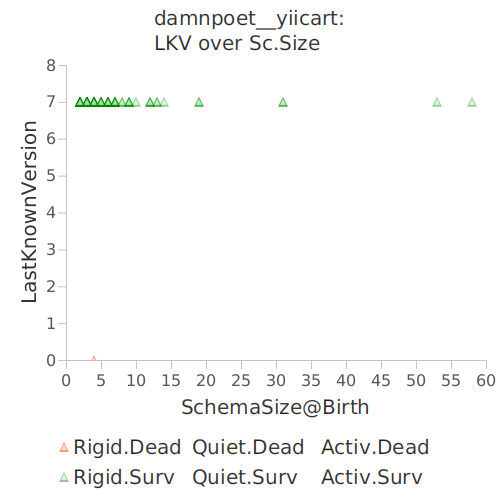 damnpoet__yiicart:
LKV over Sc.Size
8
7
6
5
4
3
2
1
0
LastKnownVersion
0 5 10 15 20 25 30 35 40 45 50 55 60
SchemaSize@Birth
Rigid.Dead Quiet.Dead Activ.Dead
Rigid.Surv Quiet.Surv Activ.Surv